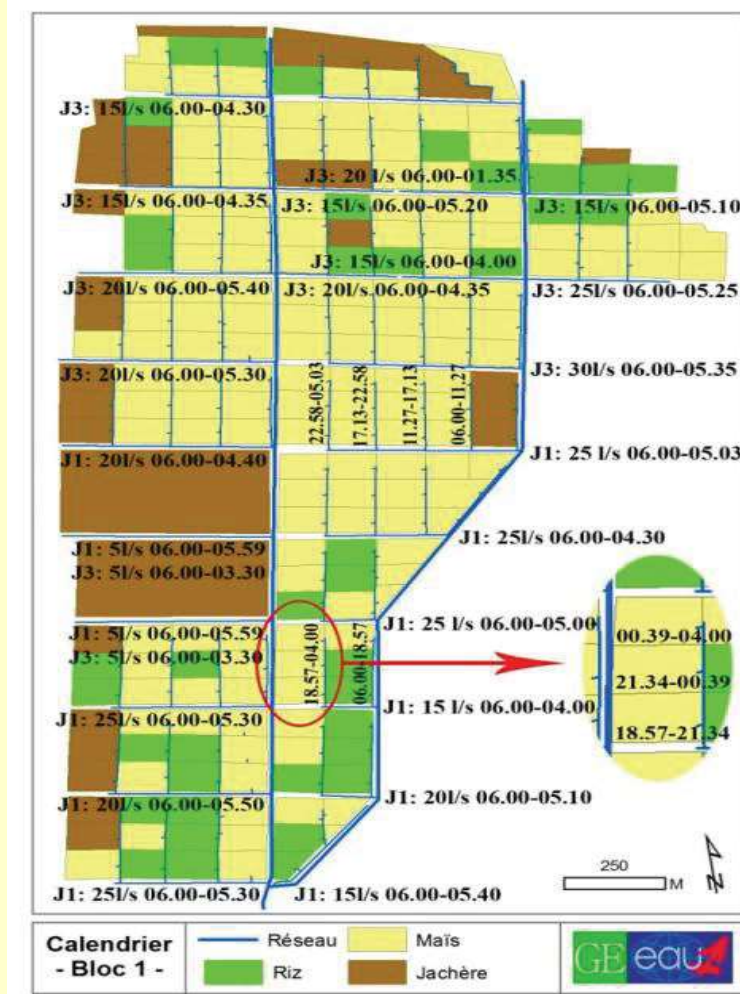 J3: 15l/s 06.00-04.30
J3: 20 l/s 06.00-01.35
J3: 15l/s 06.00-04.35
J3: 15l/s 06.00-05.20
J3: 15l/s 06.00-05.10
J3: 15l/s 06.00-04.00
J3: 20l/s 06.00-05.40
J3: 20l/s 06.00-04.35
J3: 25l/s 06.00-05.25
J3: 20l/s 06.00-05.30
J3: 30l/s 06.00-05.35
22.58-05.03
17.13-22.58
11.27-17.13
06.00-11.27
J1: 20l/s 06.00-04.40
J1: 25 l/s 06.00-05.03
J1: 5l/s 06.00-05.59
J3: 5l/s 06.00-03.30
J1: 25l/s 06.00-04.30
J1: 5l/s 06.00-05.59
J3: 5l/s 06.00-03.30
J1: 25 l/s 06.00-05.00
18.57-04.00
06.00-18.57
00.39-04.00
21.34-00.39
18.57-21.34
J1: 25l/s 06.00-05.30
J1: 15 l/s 06.00-04.00
J1: 20l/s 06.00-05.50
J1: 20l/s 06.00-05.10
J1: 25l/s 06.00-05.30
J1: 15l/s 06.00-05.40
250
M
N
Calendrier
- Bloc 1 -
Réseau
Maïs
Riz
Jachère
GEeau